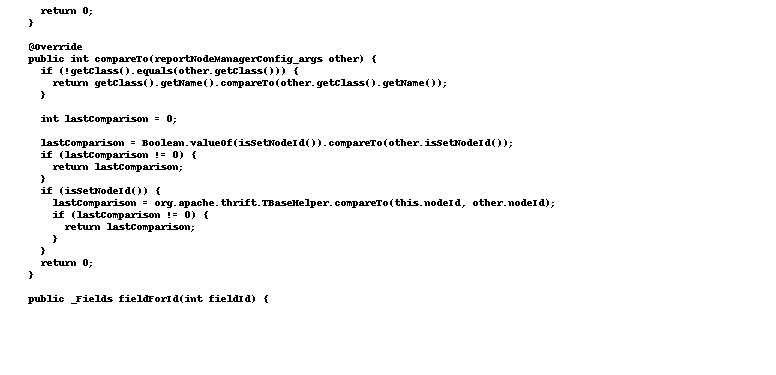 return 0;
}
@Override
public int compareTo(reportNodeManagerConfig_args other) {
if (!getClass().equals(other.getClass())) {
return getClass().getName().compareTo(other.getClass().getName());
}
int lastComparison = 0;
lastComparison = Boolean.valueOf(isSetNodeId()).compareTo(other.isSetNodeId());
if (lastComparison != 0) {
return lastComparison;
}
if (isSetNodeId()) {
lastComparison = org.apache.thrift.TBaseHelper.compareTo(this.nodeId, other.nodeId);
if (lastComparison != 0) {
return lastComparison;
}
}
return 0;
}
public _Fields fieldForId(int fieldId) {